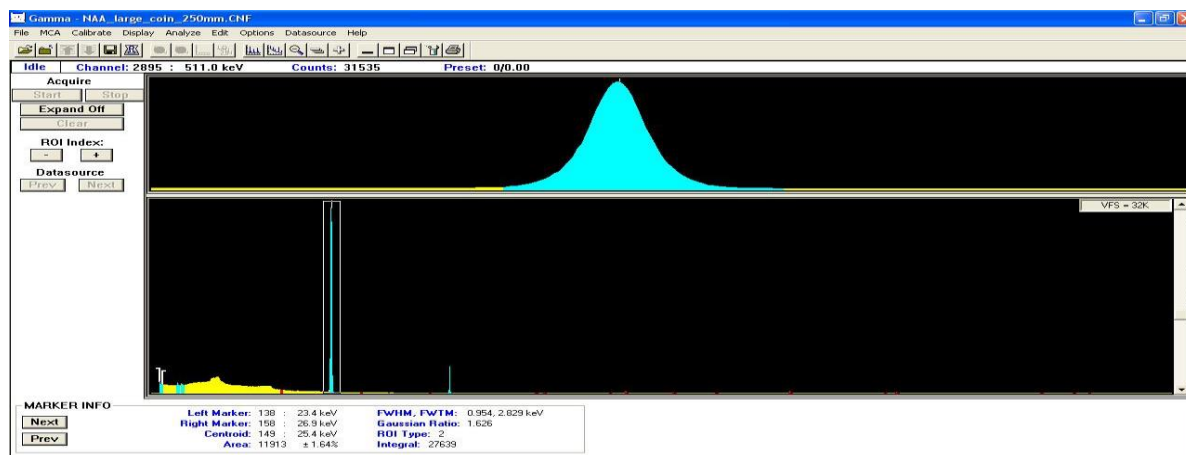 Gamma - NAA_large_coin_250mm.CNF
File MCA Calibrate Display Analyze Edit Options Datasource Help
Idle Channel: 2895 : 511.0 keV Counts: 31535 Preset: 0/0.00
Acquire
Start Stop
Expand Off
Clear
ROI Index:
- +
Datasource
Prev Next
VFS = 32K
MARKER INFO
Next
Prev
Left Marker: 138 : 23.4 keV FWHM, FWTM: 0.954, 2.829 keV
Right Marker: 158 : 26.9 keV Gaussian Ratio: 1.626
Centroid: 149 : 25.4 keV ROI Type: 2
Area: 11913 ± 1.64% Integral: 27639